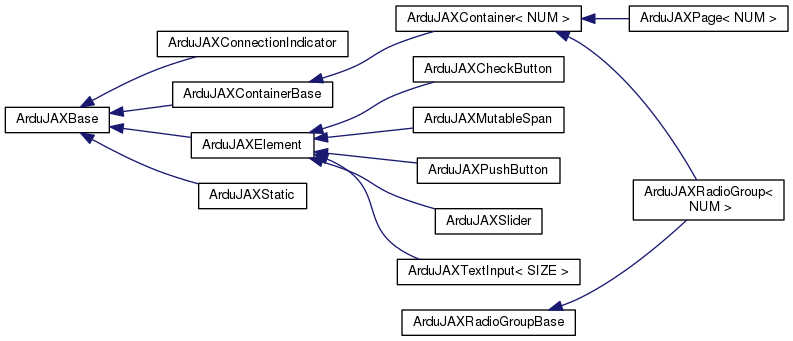 ArduJAXBase
ArduJAXConnectionIndicator
ArduJAXContainerBase
ArduJAXElement
ArduJAXStatic
ArduJAXContainer< NUM >
ArduJAXCheckButton
ArduJAXMutableSpan
ArduJAXPushButton
ArduJAXSlider
ArduJAXTextInput< SIZE >
ArduJAXRadioGroupBase
ArduJAXPage< NUM >
ArduJAXRadioGroup<
NUM >